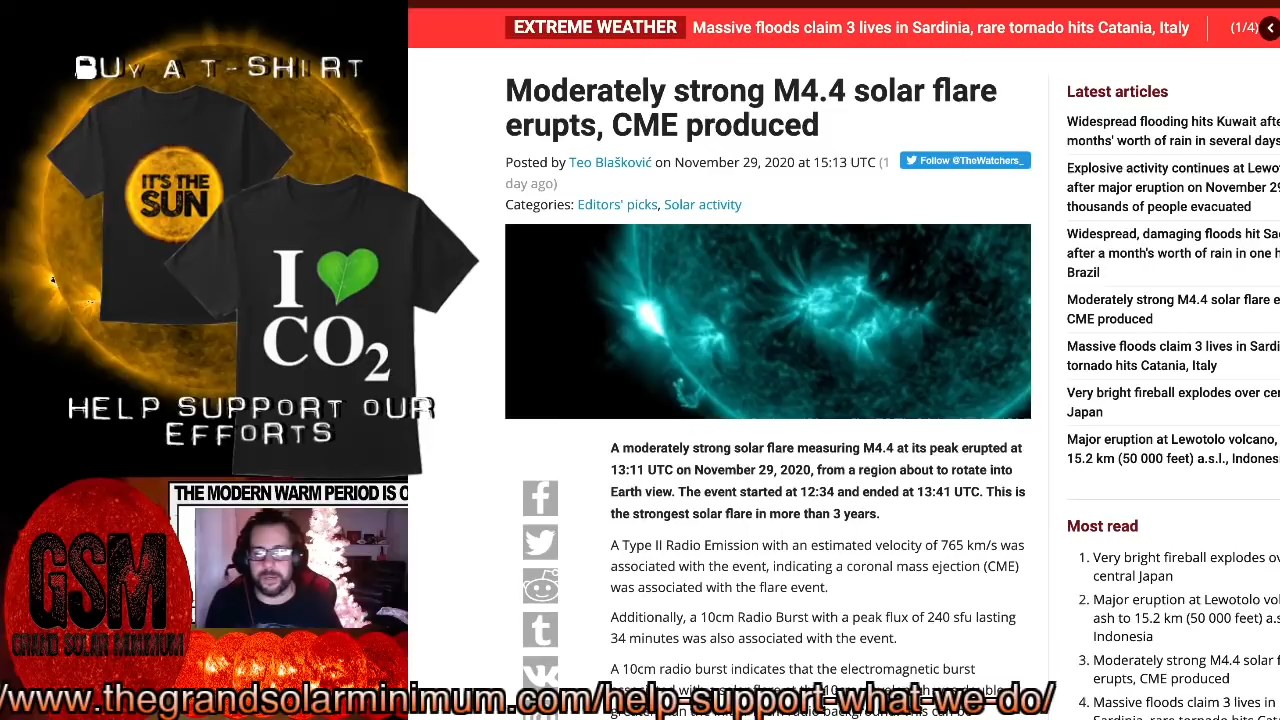 BUY A T-SHIRT
IT'S THE
SUN
I
CO2
HELP SUPPORT OUR
EFFORTS
THE MODERN WARM PERIOD IS O
GSM
GRAND SOLAR MINIMUM
EXTREME WEATHER Massive floods claim 3 lives in Sardinia, rare tornado hits Catania, Italy (1/4)
Moderately strong M4.4 solar flare
erupts, CME produced
Posted by Teo Blašković on November 29, 2020 at 15:13 UTC (1
day ago)
Follow @TheWatchers_
Categories: Editors' picks, Solar activity
A moderately strong solar flare measuring M4.4 at its peak erupted at
13:11 UTC on November 29, 2020, from a region about to rotate into
Earth view. The event started at 12:34 and ended at 13:41 UTC. This is
the strongest solar flare in more than 3 years.
A Type II Radio Emission with an estimated velocity of 765 km/s was
associated with the event, indicating a coronal mass ejection (CME)
was associated with the flare event.
Additionally, a 10cm Radio Burst with a peak flux of 240 sfu lasting
34 minutes was also associated with the event.
A 10cm radio burst indicates that the electromagnetic burst
Latest articles
Widespread flooding hits Kuwait afte
months' worth of rain in several days
Explosive activity continues at Lewo
after major eruption on November 29
thousands of people evacuated
Widespread, damaging floods hit Sa
after a month's worth of rain in one h
Brazil
Moderately strong M4.4 solar flare e
CME produced
Massive floods claim 3 lives in Sardi
tornado hits Catania, Italy
Very bright fireball explodes over cen
Japan
Major eruption at Lewotolo volcano,
15.2 km (50 000 feet) a.s.l., Indones
Most read
1. Very bright fireball explodes ov
central Japan
2. Major eruption at Lewotolo vol
ash to 15.2 km (50 000 feet) a.s
Indonesia
3. Moderately strong M4.4 solar f
erupts, CME produced
4. Massive floods claim 3 lives in
/www.thegrandsolarminimum.com/help-support-what-we-do/